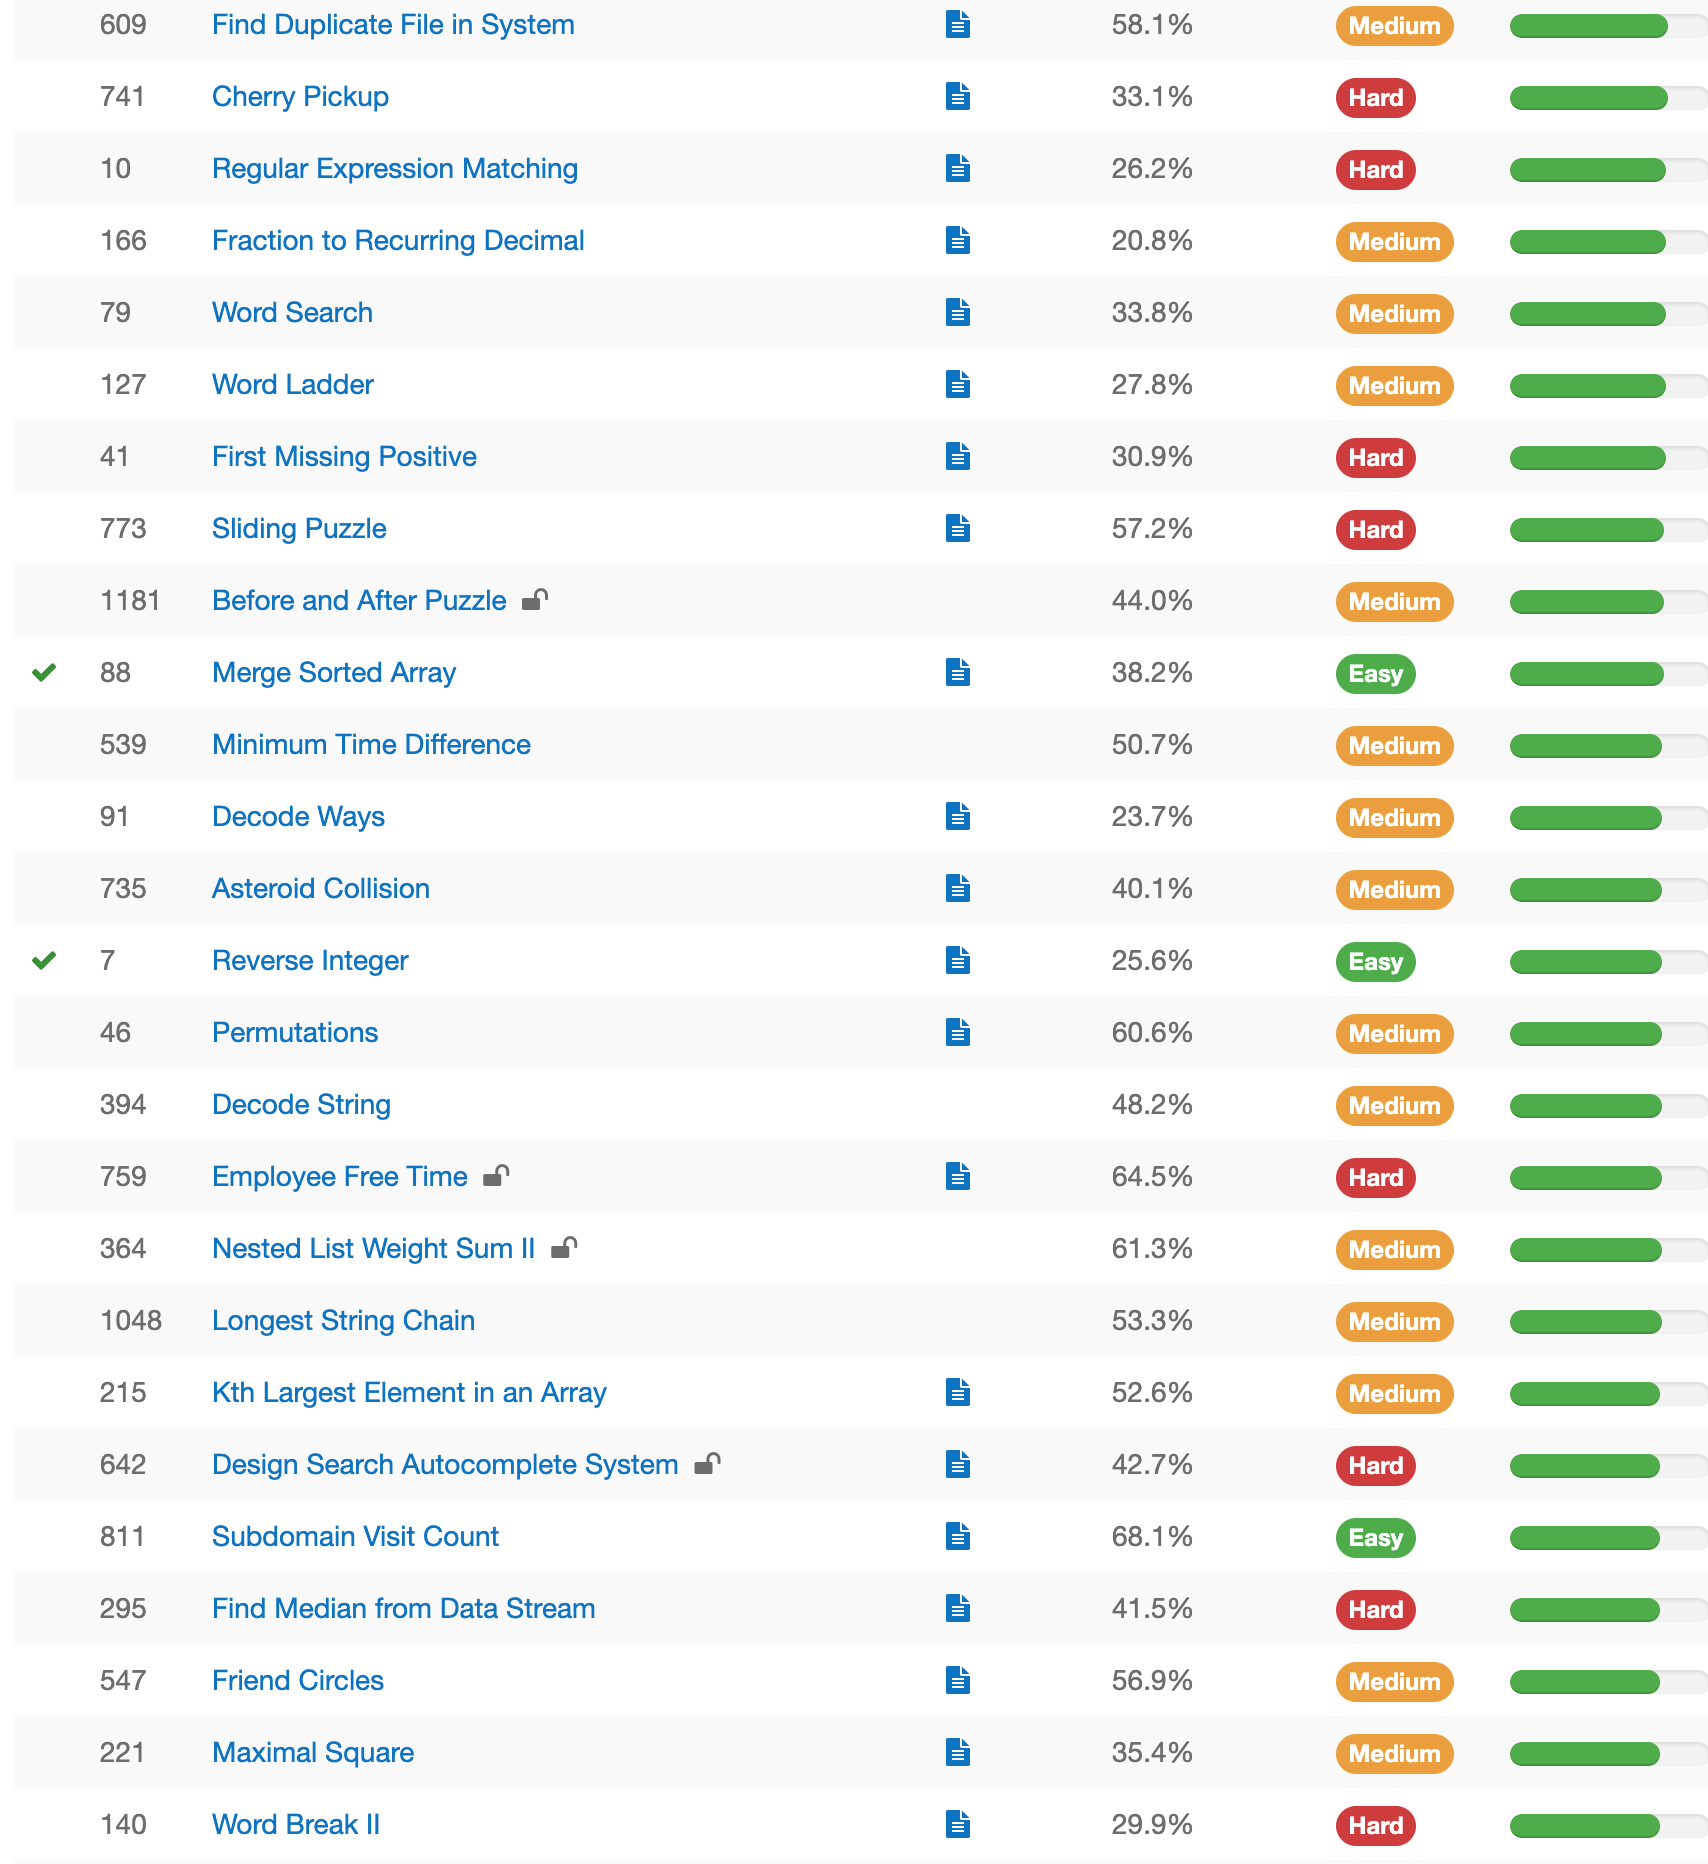 609 Find Duplicate File in System 58.1% Medium
741 Cherry Pickup 33.1% Hard
10 Regular Expression Matching 26.2% Hard
166 Fraction to Recurring Decimal 20.8% Medium
79 Word Search 33.8% Medium
127 Word Ladder 27.8% Medium
41 First Missing Positive 30.9% Hard
773 Sliding Puzzle 57.2% Hard
1181 Before and After Puzzle 44.0% Medium
88 Merge Sorted Array 38.2% Easy
539 Minimum Time Difference 50.7% Medium
91 Decode Ways 23.7% Medium
735 Asteroid Collision 40.1% Medium
7 Reverse Integer 25.6% Easy
46 Permutations 60.6% Medium
394 Decode String 48.2% Medium
759 Employee Free Time 64.5% Hard
364 Nested List Weight Sum II 61.3% Medium
1048 Longest String Chain 53.3% Medium
215 Kth Largest Element in an Array 52.6% Medium
642 Design Search Autocomplete System 42.7% Hard
811 Subdomain Visit Count 68.1% Easy
295 Find Median from Data Stream 41.5% Hard
547 Friend Circles 56.9% Medium
221 Maximal Square 35.4% Medium
140 Word Break II 29.9% Hard